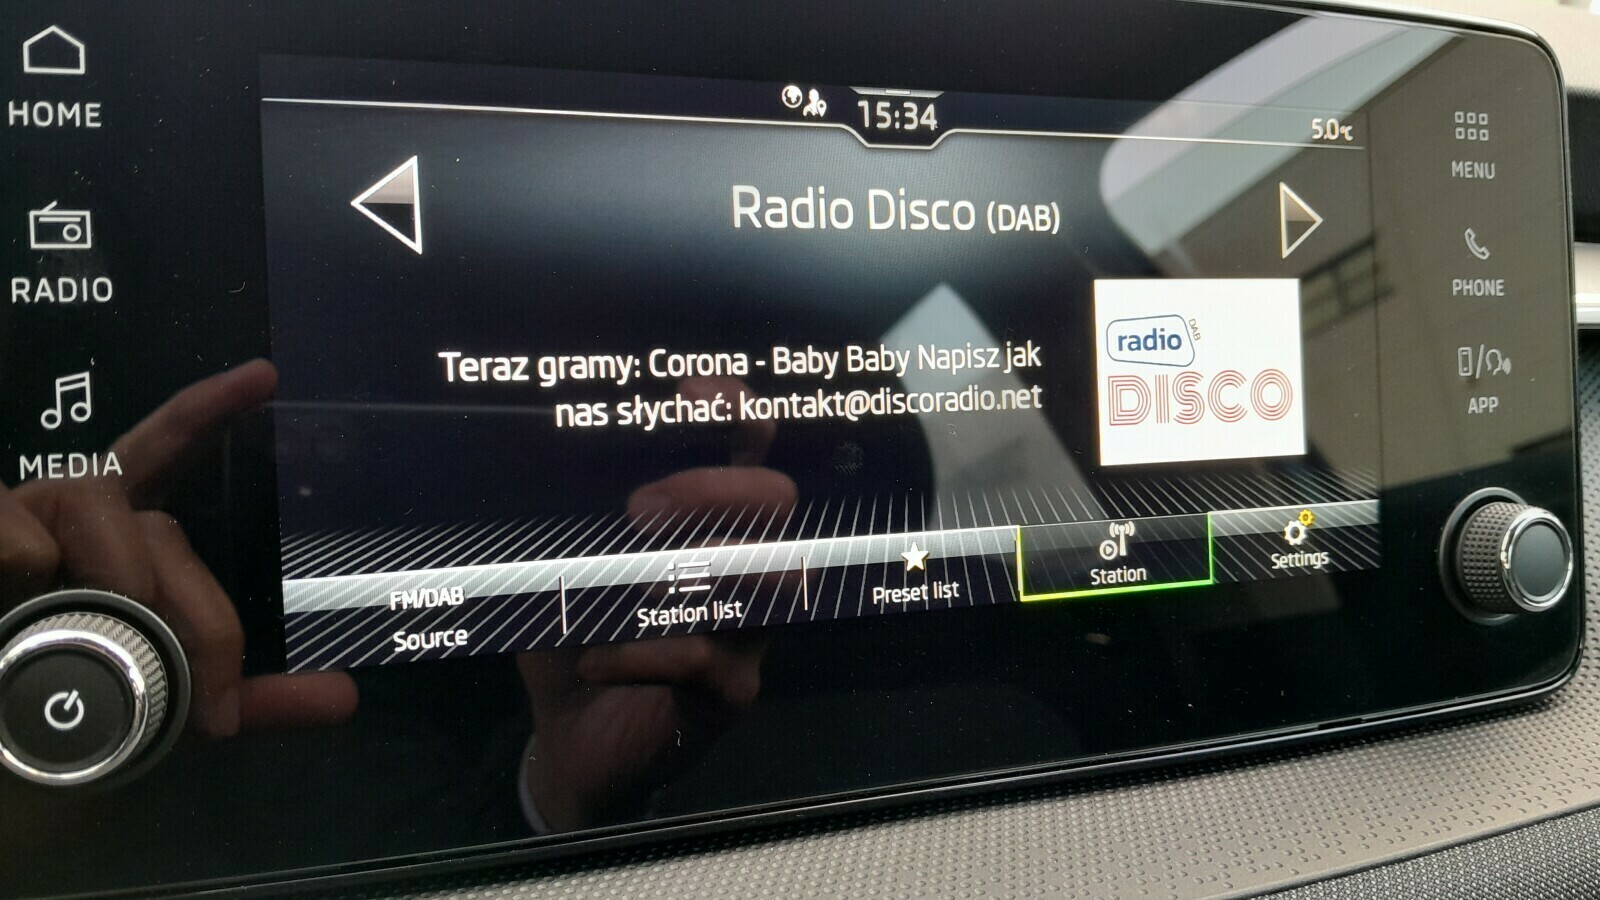 15:34
5.0°C
HOME
RADIO
MEDIA
Radio Disco (DAB)
Teraz gramy: Corona - Baby Baby Napisz jak
nas słychać: kontakt@discoradio.net
radio
DAB
DISCO
FM/DAB
Source
Station list
Preset list
Station
Settings
MENU
PHONE
APP